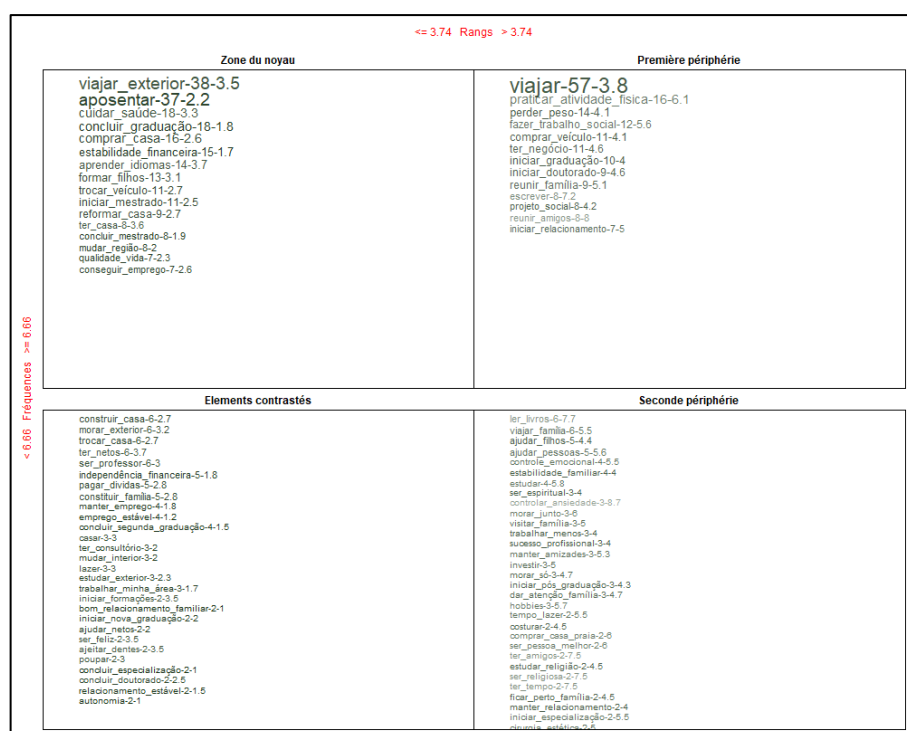 <= 3.74 Rangs > 3.74
Zone du noyau
viajar_exterior-38-3.5
aposentar-37-2.2
cuidar_saúde-18-3.3
concluir_graduação-18-1.8
comprar_casa-16-2.6
estabilidade_financeira-15-1.7
aprender_idiomas-14-3.7
formar_filhos-13-3.1
trocar_veículo-11-2.7
iniciar_mestrado-11-2.5
reformar_casa-9-2.7
ter_casa-8-3.6
concluir_mestrado-8-1.9
mudar_região-8-2
qualidade_vida-7-2.3
conseguir_emprego-7-2.6
Première périphérie
viajar-57-3.8
praticar_atividade_fisica-16-6.1
perder_peso-14-4.1
fazer_trabalho_social-12-5.6
comprar_veículo-11-4.1
ter_negócio-11-4.6
iniciar_graduação-10-4
iniciar_doutorado-9-4.6
reunir_família-9-5.1
escrever-8-7.2
projeto_social-8-4.2
reunir_amigos-8-8
iniciar_relacionamento-7-5
< 6.66 Fréquences >= 6.66
Elements contrastés
construir_casa-6-2.7
morar_exterior-6-3.2
trocar_casa-6-2.7
ter_netos-6-3.7
ser_professor-6-3
independência_financeira-5-1.8
pagar_dividas-5-2.8
constituir_família-5-2.8
manter_emprego-4-1.8
emprego_estável-4-1.2
concluir_segunda_graduação-4-1.5
casar-3-3
ter_consultório-3-2
mudar_interior-3-2
lazer-3-3
estudar_exterior-3-2.3
trabalhar_minha_área-3-1.7
iniciar_formações-2-3.5
bom_relacionamento_familiar-2-1
iniciar_nova_graduação-2-2
ajudar_netos-2-2
ser_feliz-2-3.5
ajeitar_dentes-2-3.5
poupar-2-3
concluir_especialização-2-1
concluir_doutorado-2-2.5
relacionamento_estável-2-1.5
autonomia-2-1
Seconde périphérie
ler_livros-6-7.7
viajar_família-6-5.5
ajudar_filhos-5-4.4
ajudar_pessoas-5-5.6
controle_emocional-4-5.5
estabilidade_familiar-4-4
estudar-4-5.8
ser_espiritual-3-4
controlar_ansiedade-3-8.7
morar_junto-3-6
visitar_família-3-5
trabalhar_menos-3-4
sucesso_profissional-3-4
manter_amizades-3-5.3
investir-3-5
morar_só-3-4.7
iniciar_pós_graduação-3-4.3
dar_atenção_família-3-4.7
hobbies-3-5.7
tempo_lazer-2-5.5
costurar-2-4.5
comprar_casa_praia-2-6
ser_pessoa_melhor-2-6
ter_amigos-2-7.5
estudar_religião-2-4.5
ser_religiosa-2-7.5
ter_tempo-2-7.5
ficar_perto_família-2-4.5
manter_relacionamento-2-4
iniciar_especialização-2-5.5
cirurgia_estética-2-5